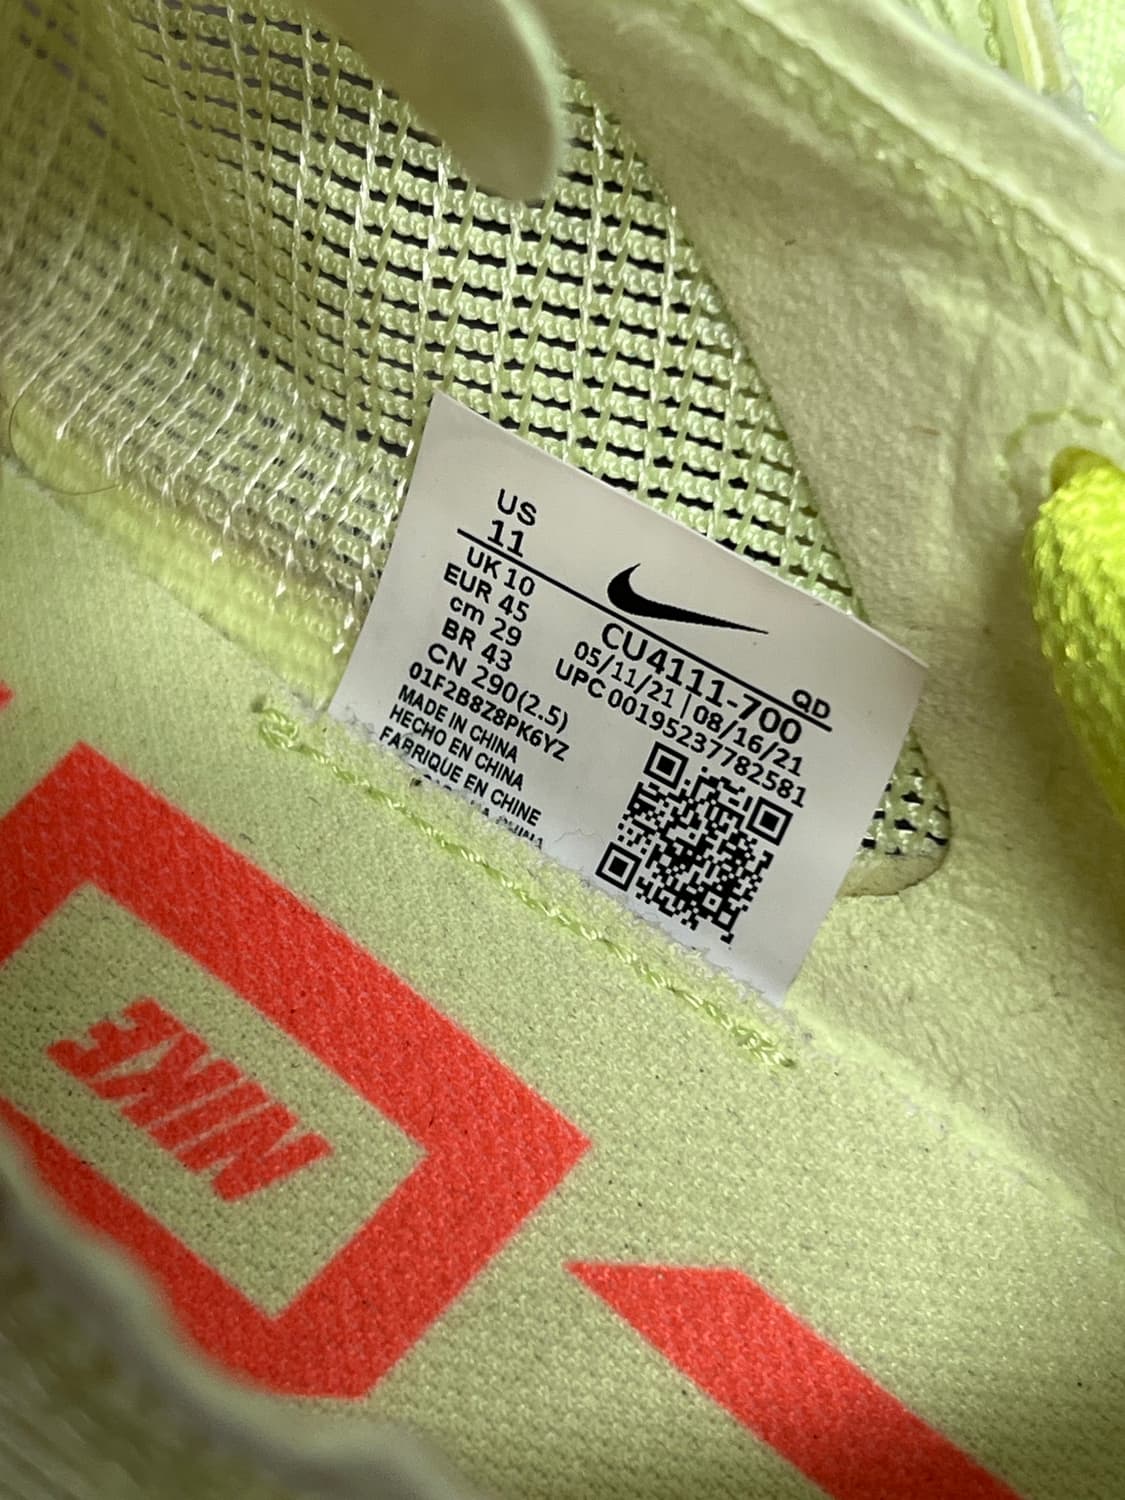 US
11
UK 10
EUR 45
cm 29
BR 43
CN 290(2.5)
01F2B8Z8PK6YZ
MADE IN CHINA
HECHO EN CHINA
FABRIQUE EN CHINE
QD
CU4111-700
05/11/21 | 08/16/21
UPC 00195237782581
NIKE